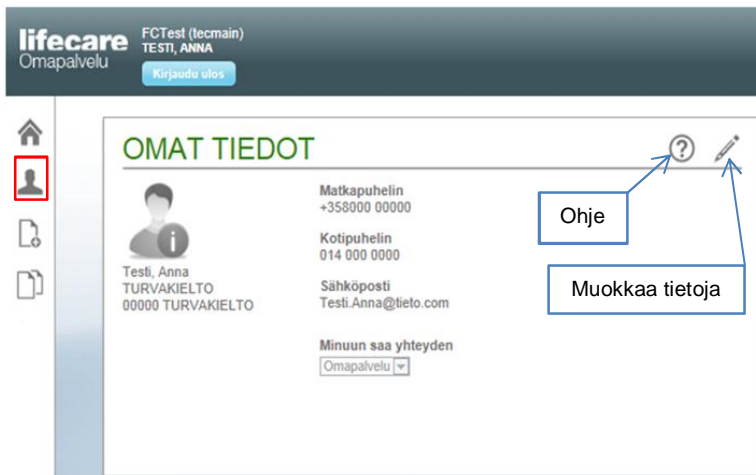 lifecare
Omapalvelu
FCTest (tecmain)
TESTI, ANNA
Kirjaudu ulos
OMAT TIEDOT
?
Matkapuhelin
+358000 00000
Kotipuhelin
014 000 0000
Sähköposti
Testi.Anna@tieto.com
Minuun saa yhteyden
Omapalvelu
i
Testi, Anna
TURVAKIELTO
00000 TURVAKIELTO
Ohje
Muokkaa tietoja